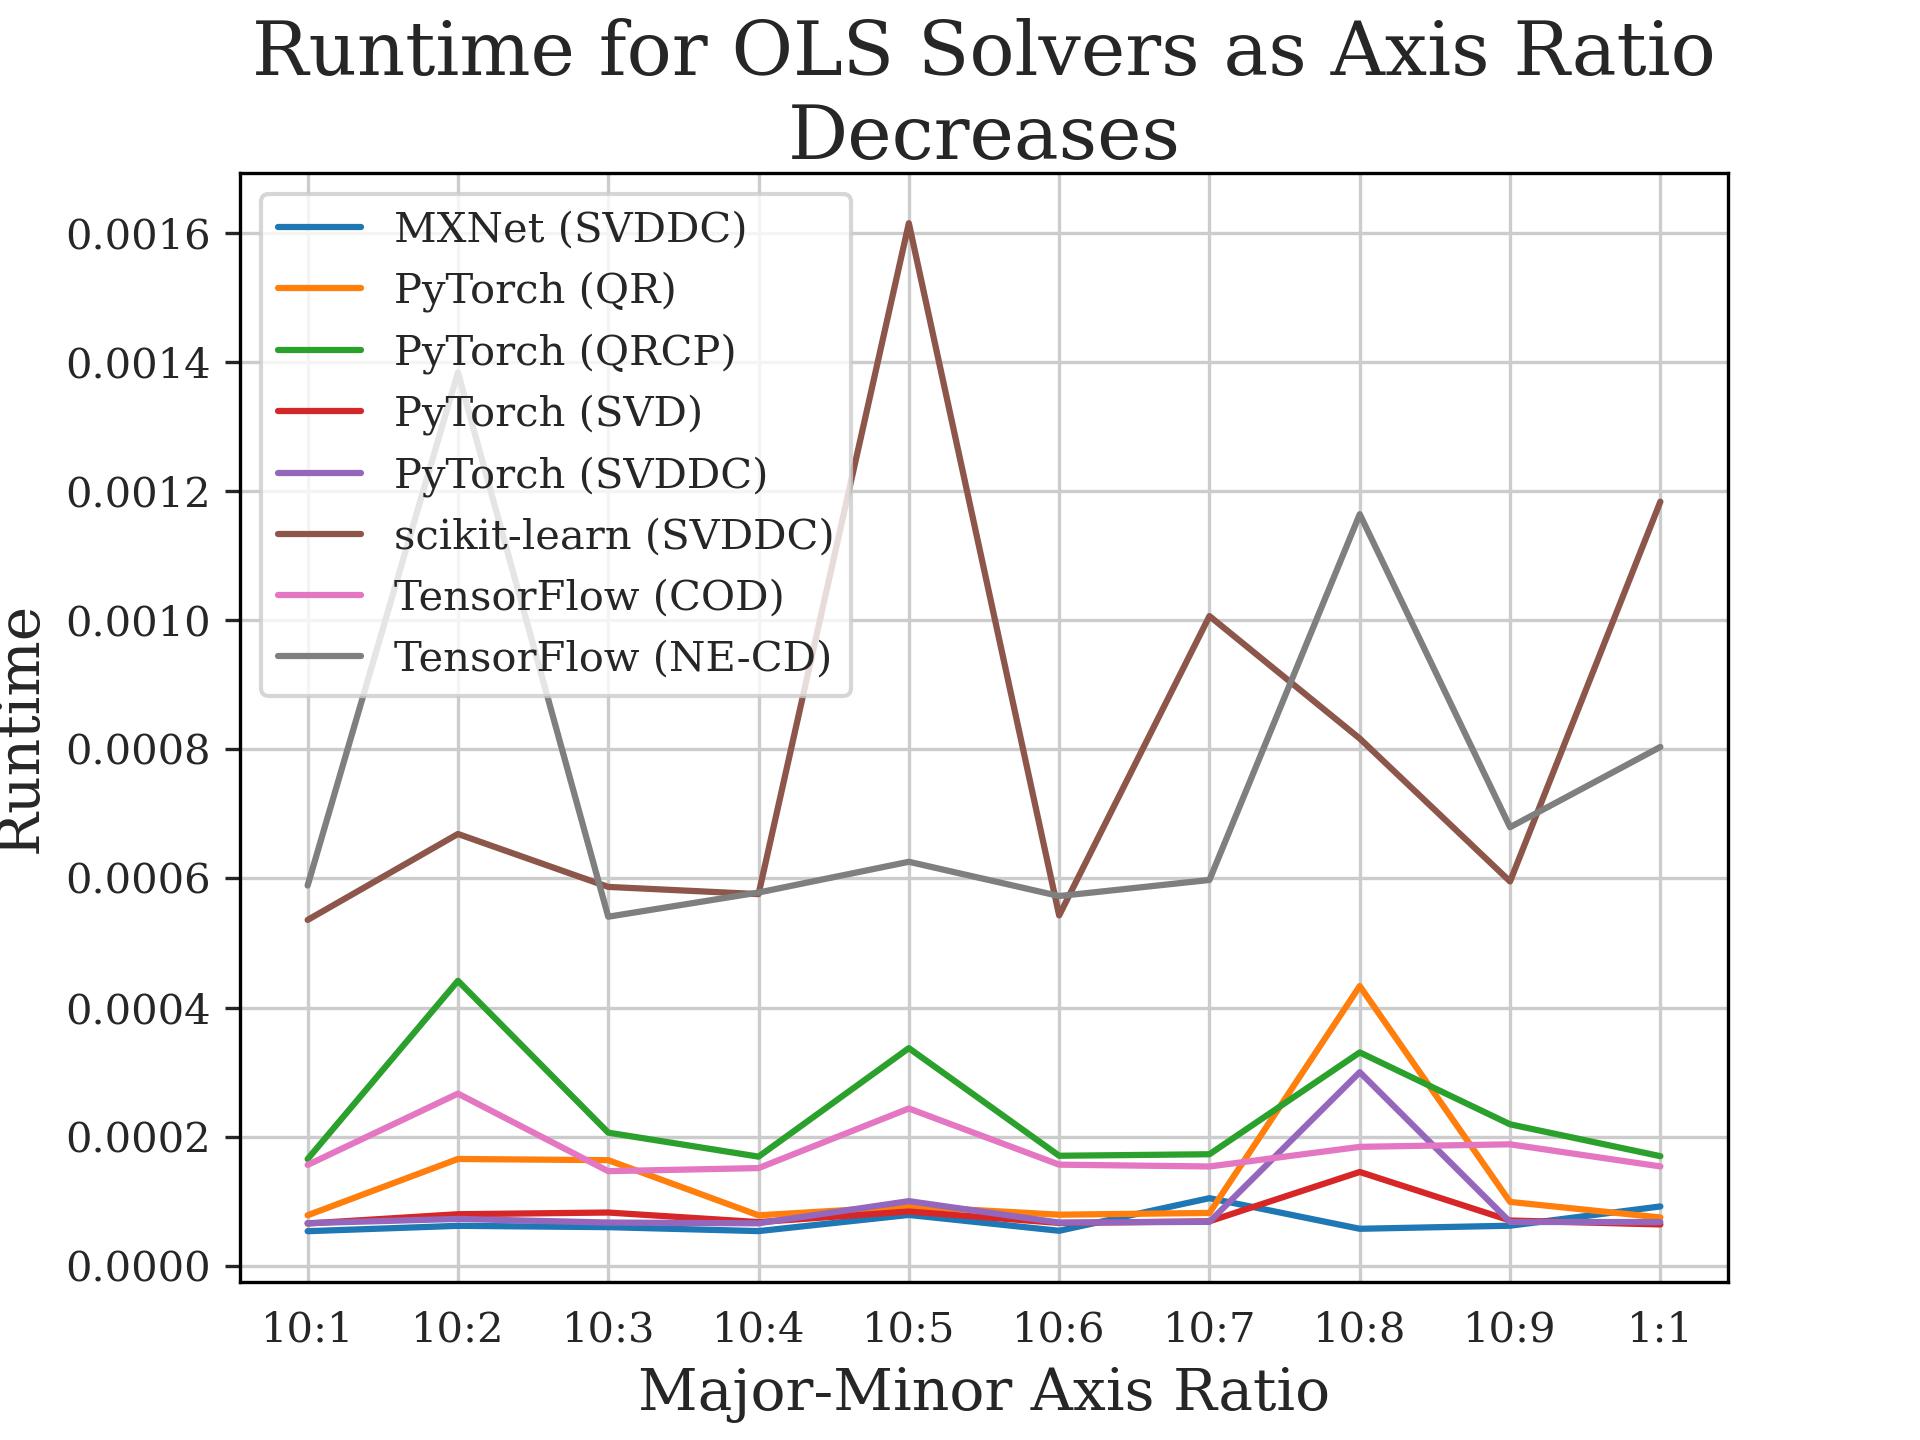 Runtime for OLS Solvers as Axis Ratio
Decreases
MXNet (SVDDC)
PyTorch (QR)
PyTorch (QRCP)
PyTorch (SVD)
PyTorch (SVDDC)
scikit-learn (SVDDC)
TensorFlow (COD)
TensorFlow (NE-CD)
Runtime
0.0016
0.0014
0.0012
0.0010
0.0008
0.0006
0.0004
0.0002
0.0000
10:1 10:2 10:3 10:4 10:5 10:6 10:7 10:8 10:9 1:1
Major-Minor Axis Ratio